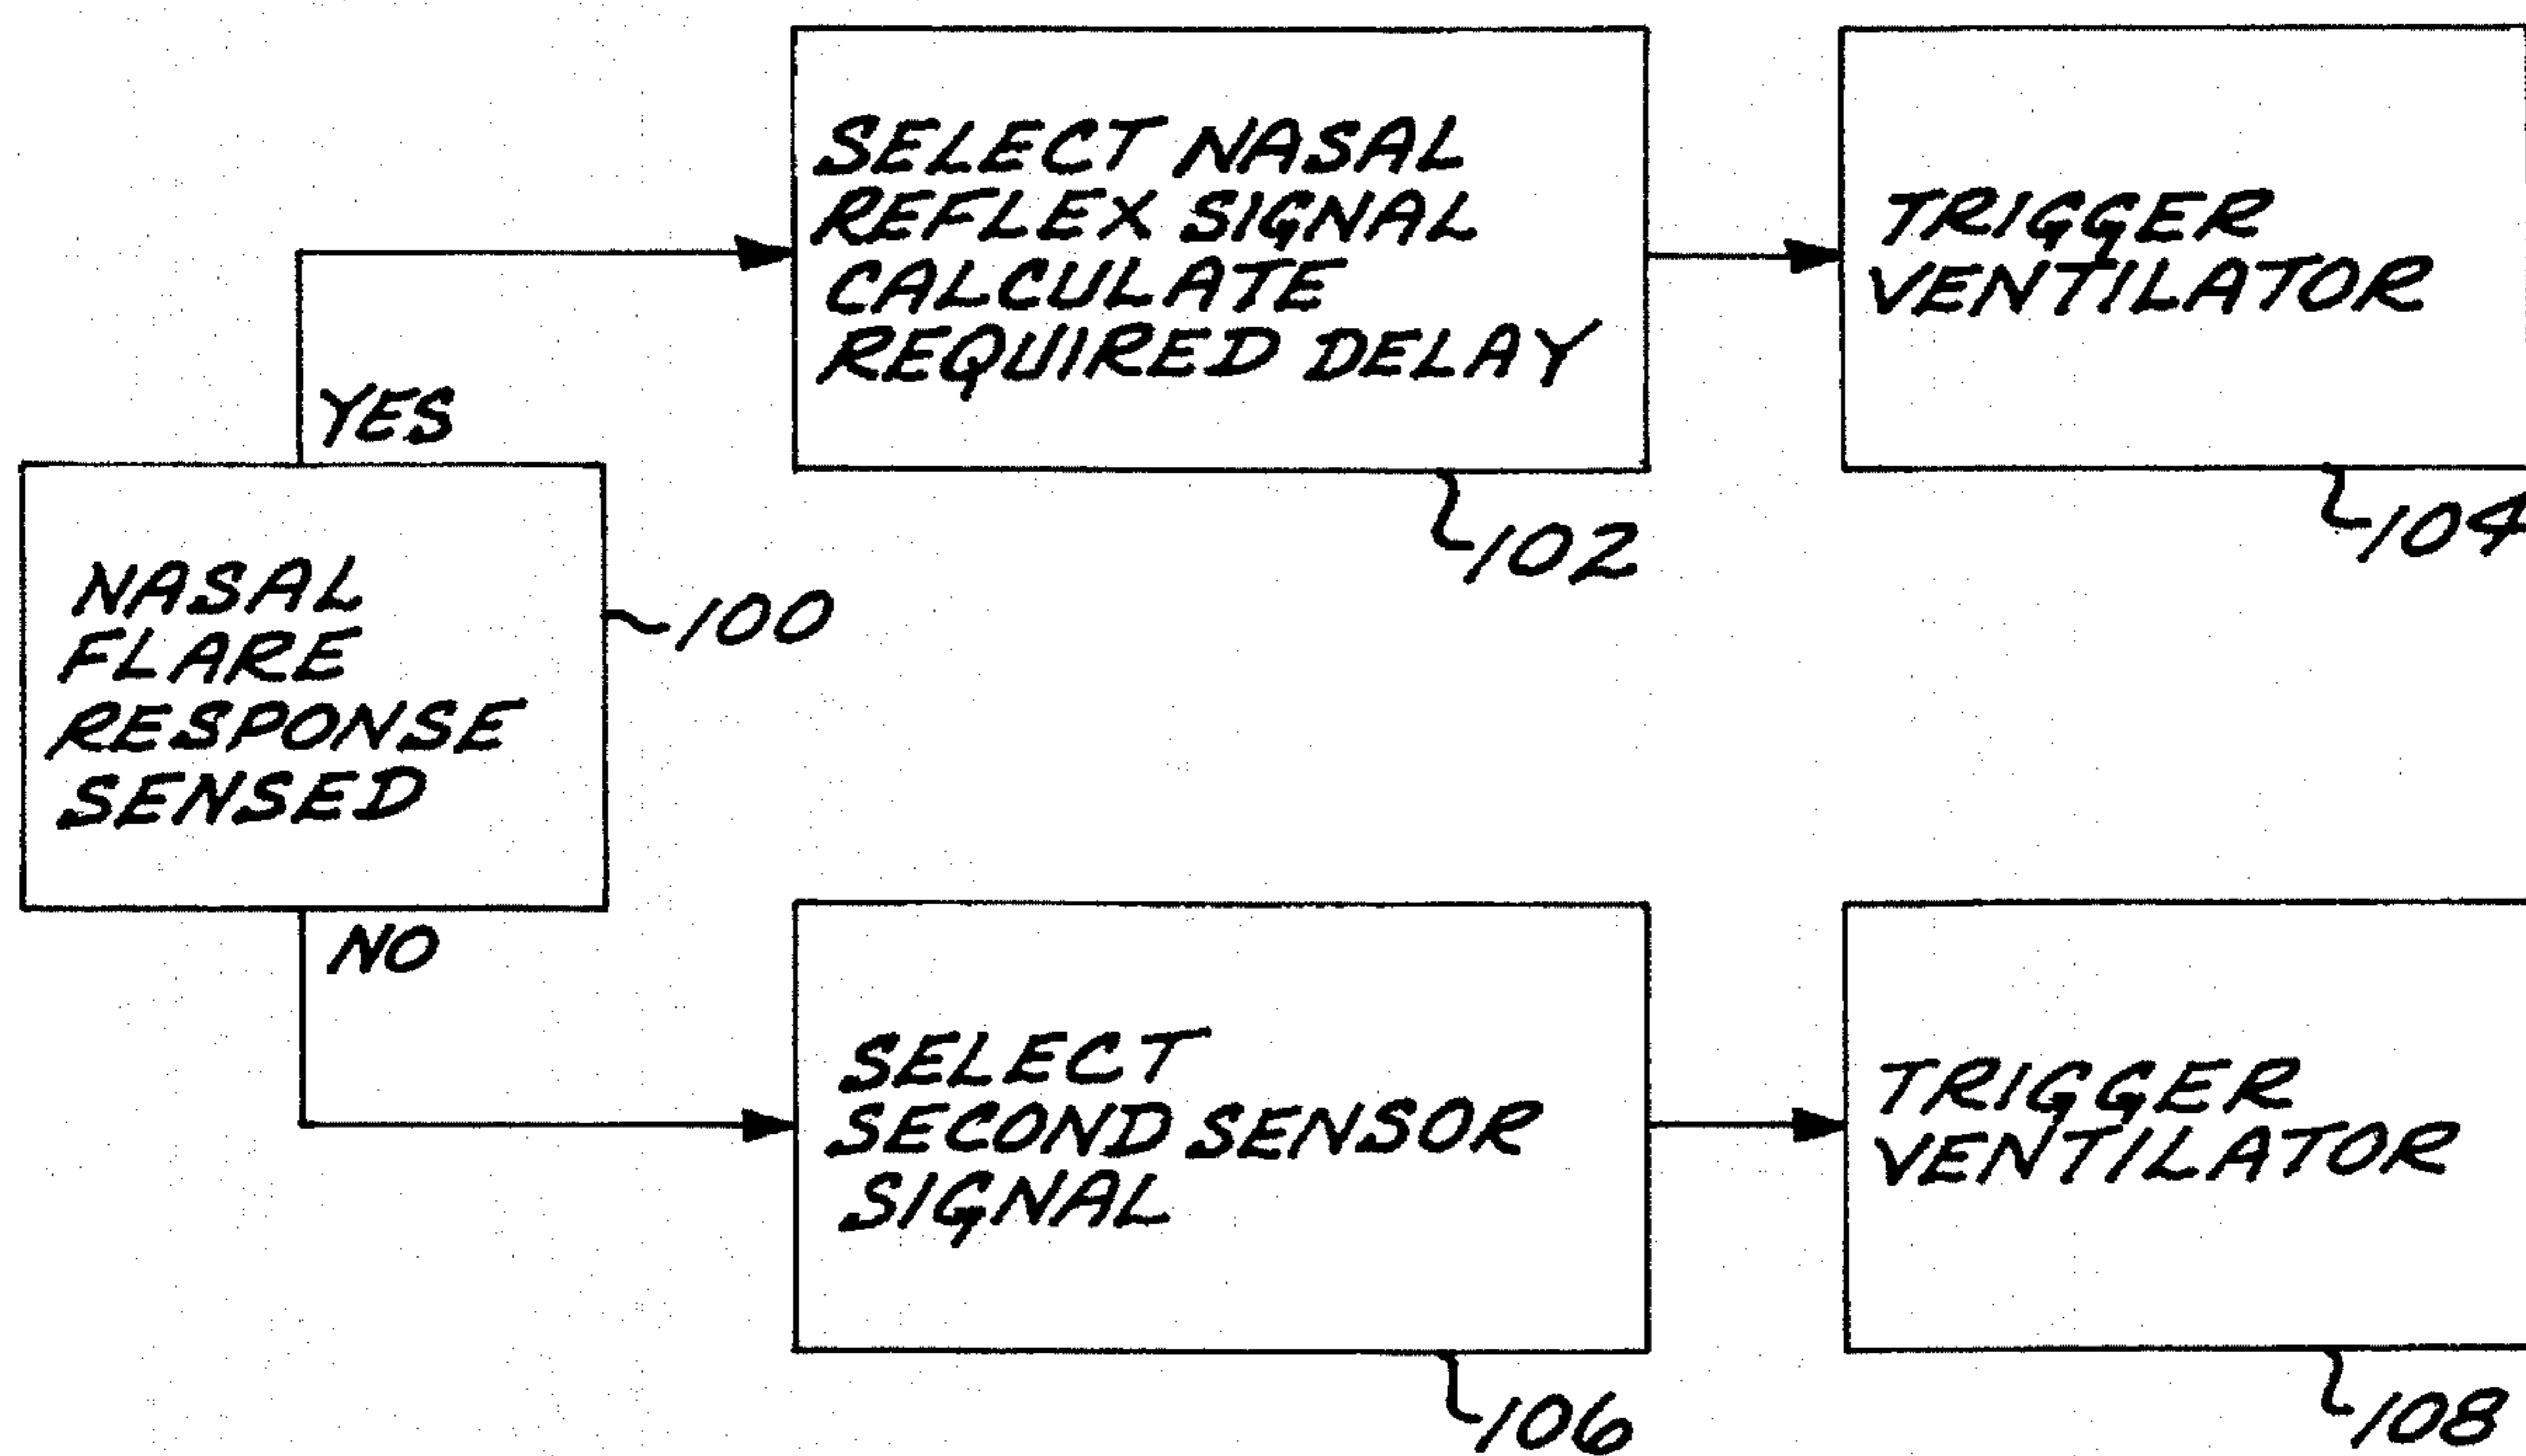 SELECT NASAL
REFLEX SIGNAL
CALCULATE
REQUIRED DELAY
102
TRIGGER
VENTILATOR
104
YES
NASAL
FLARE
RESPONSE
SENSED
100
NO
SELECT
SECOND SENSOR
SIGNAL
106
TRIGGER
VENTILATOR
108